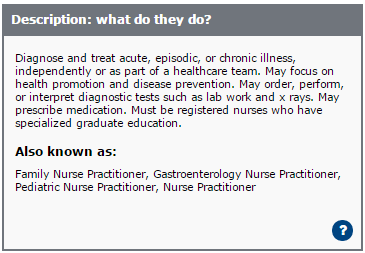 Description: what do they do?
Diagnose and treat acute, episodic, or chronic illness,
independently or as part of a healthcare team. May focus on
health promotion and disease prevention. May order, perform,
or interpret diagnostic tests such as lab work and x rays. May
prescribe medication. Must be registered nurses who have
specialized graduate education.
Also known as:
Family Nurse Practitioner, Gastroenterology Nurse Practitioner,
Pediatric Nurse Practitioner, Nurse Practitioner
?